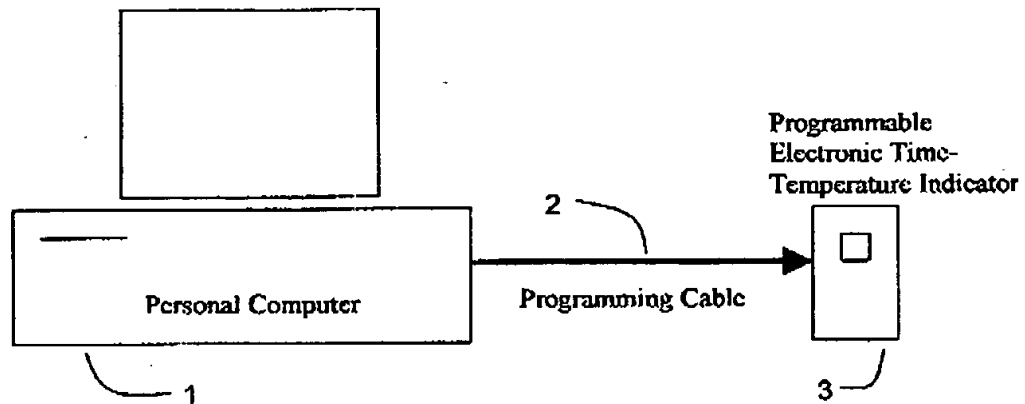 Programmable
Electronic Time-
Temperature Indicator
2
Personal Computer
Programming Cable
1
3